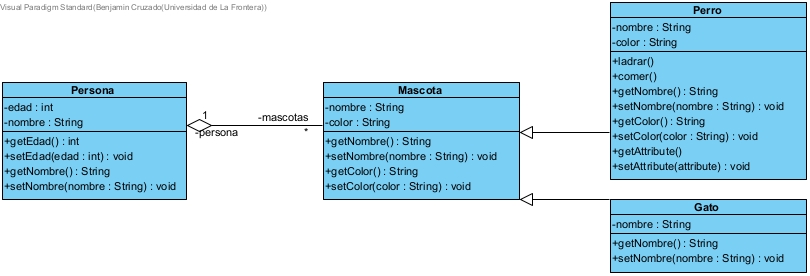 Visual Paradigm Standard(Benjamin Cruzado(Universidad de La Frontera))
Persona
-edad : int
-nombre : String
+getEdad() : int
+setEdad(edad : int) : void
+getNombre() : String
+setNombre(nombre : String) : void
1
-persona
-mascotas
*
Mascota
-nombre : String
-color : String
+getNombre() : String
+setNombre(nombre : String) : void
+getColor() : String
+setColor(color : String) : void
Perro
-nombre : String
-color : String
+ladrar()
+comer()
+getNombre() : String
+setNombre(nombre : String) : void
+getColor() : String
+setColor(color : String) : void
+getAttribute()
+setAttribute(attribute) : void
Gato
-nombre : String
+getNombre() : String
+setNombre(nombre : String) : void